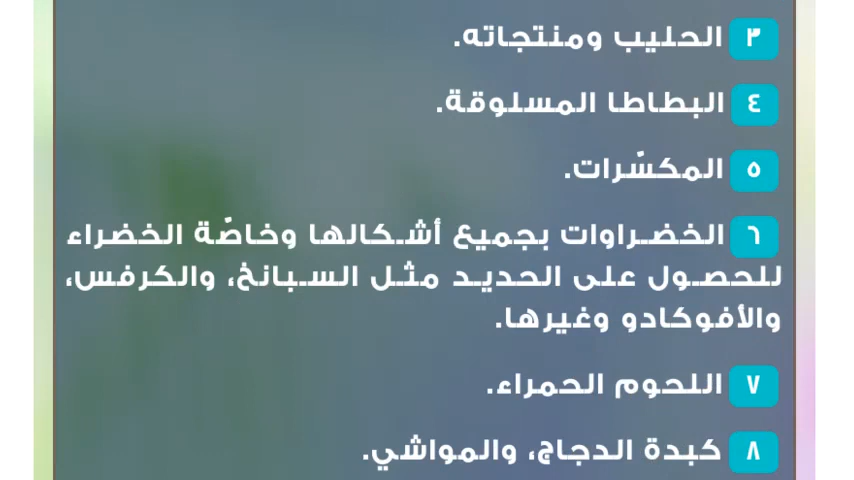 ٣ الحليب ومنتجاته.
٤ البطاطا المسلوقة.
٥ المكسّرات.
٦ الخضراوات بجميع أشكالها وخاصّة الخضراء
للحصول على الحديد مثل السبانخ، والكرفس،
والأفوكادو وغيرها.
٧ اللحوم الحمراء.
٨ كبدة الدجاج، والمواشي.